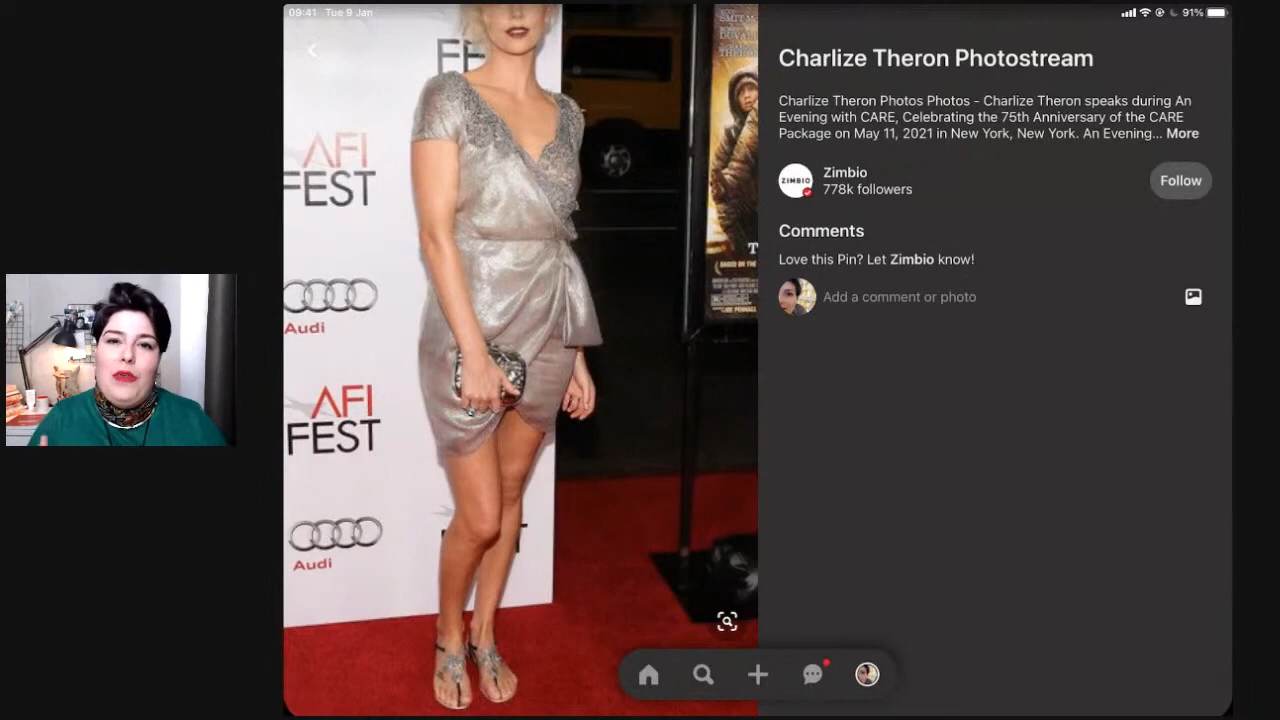 09:41 Tue 9 Jan
91%
AFI
FEST
Audi
AFI
FEST
Audi
Charlize Theron Photostream
Charlize Theron Photos Photos - Charlize Theron speaks during An
Evening with CARE, Celebrating the 75th Anniversary of the CARE
Package on May 11, 2021 in New York, New York. An Evening... More
ZIMBIO
Zimbio
778k followers
Follow
Comments
Love this Pin? Let Zimbio know!
Add a comment or photo